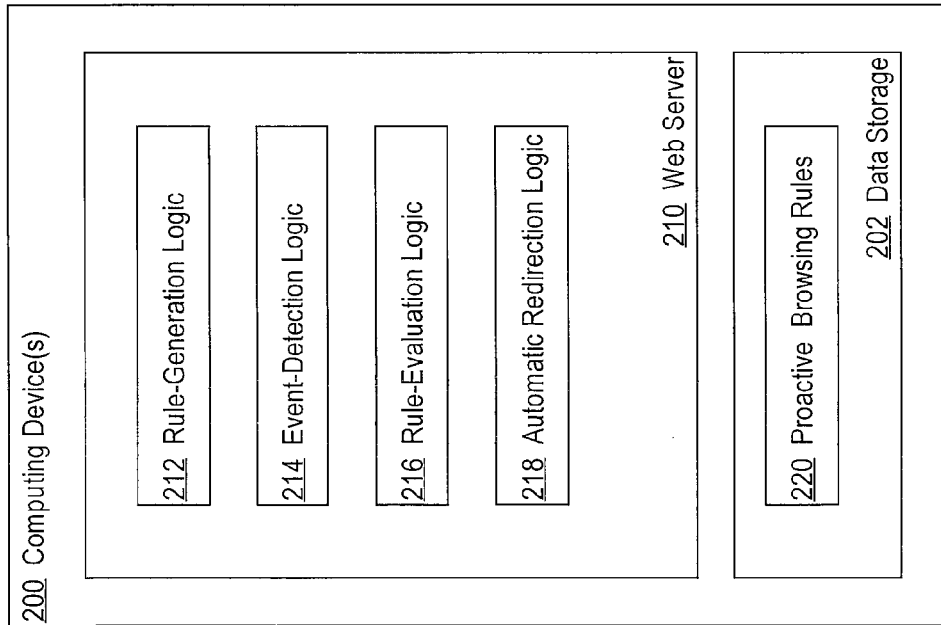 200 Computing Device(s)
212 Rule-Generation Logic
214 Event-Detection Logic
216 Rule-Evaluation Logic
218 Automatic Redirection Logic
210 Web Server
220 Proactive Browsing Rules
202 Data Storage